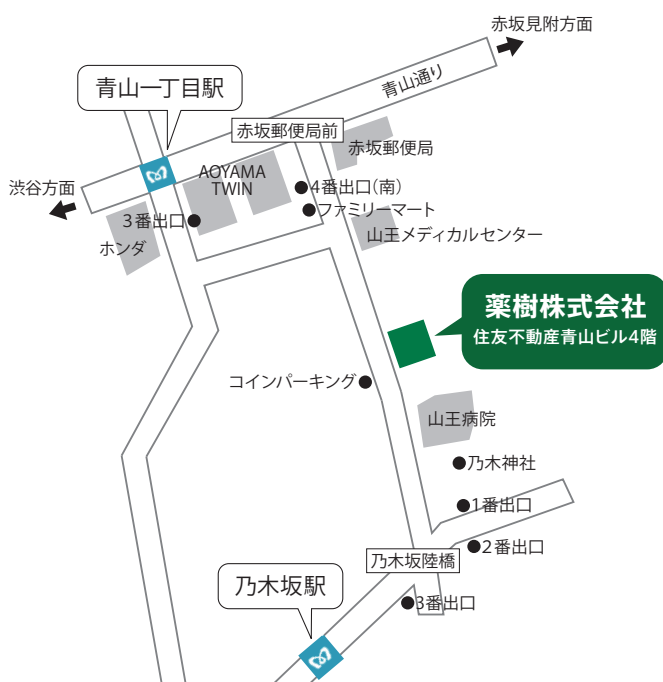 赤坂見附方面
青山一丁目駅
青山通り
赤坂郵便局前
赤坂郵便局
AOYAMA
TWIN
渋谷方面
4番出口(南)
ファミリーマート
3番出口
ホンダ
山王メディカルセンター
薬樹株式会社
住友不動産青山ビル4階
コインパーキング
山王病院
乃木神社
1番出口
2番出口
乃木坂陸橋
乃木坂駅
3番出口